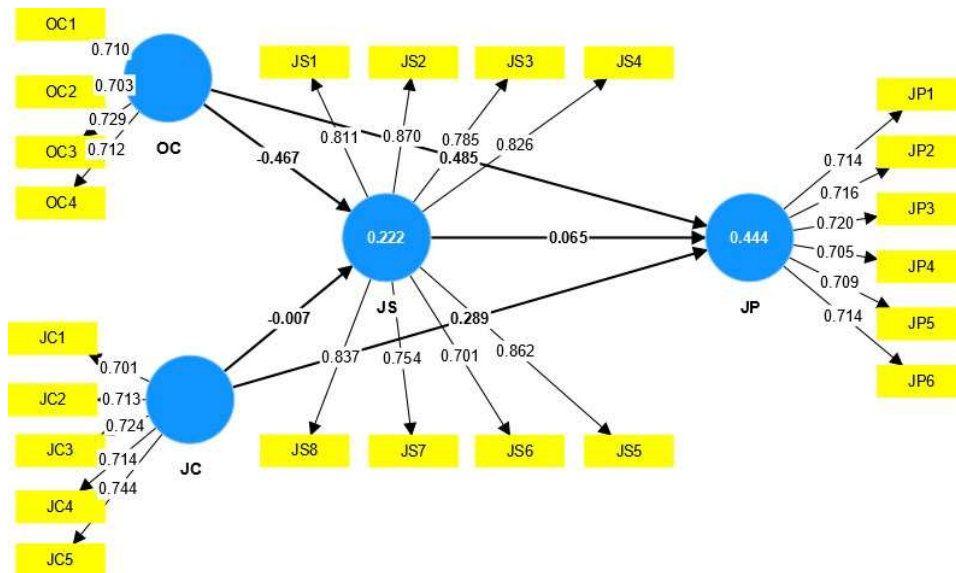 OC1
0.710
OC2
0.703
0.729
OC3
0.712
OC
OC4
JS1
JS2
JS3
JS4
0.811
0.870
0.785
0.826
0.485
-0.467
0.222
JS
0.065
0.444
JP
JP1
0.714
JP2
0.716
JP3
0.720
0.705
JP4
0.709
JP5
0.714
JP6
-0.007
0.289
JC1
0.701
JC2
0.713
JC3
0.724
0.714
JC
JC4
0.744
JC5
0.837
0.754
0.701
0.862
JS8
JS7
JS6
JS5